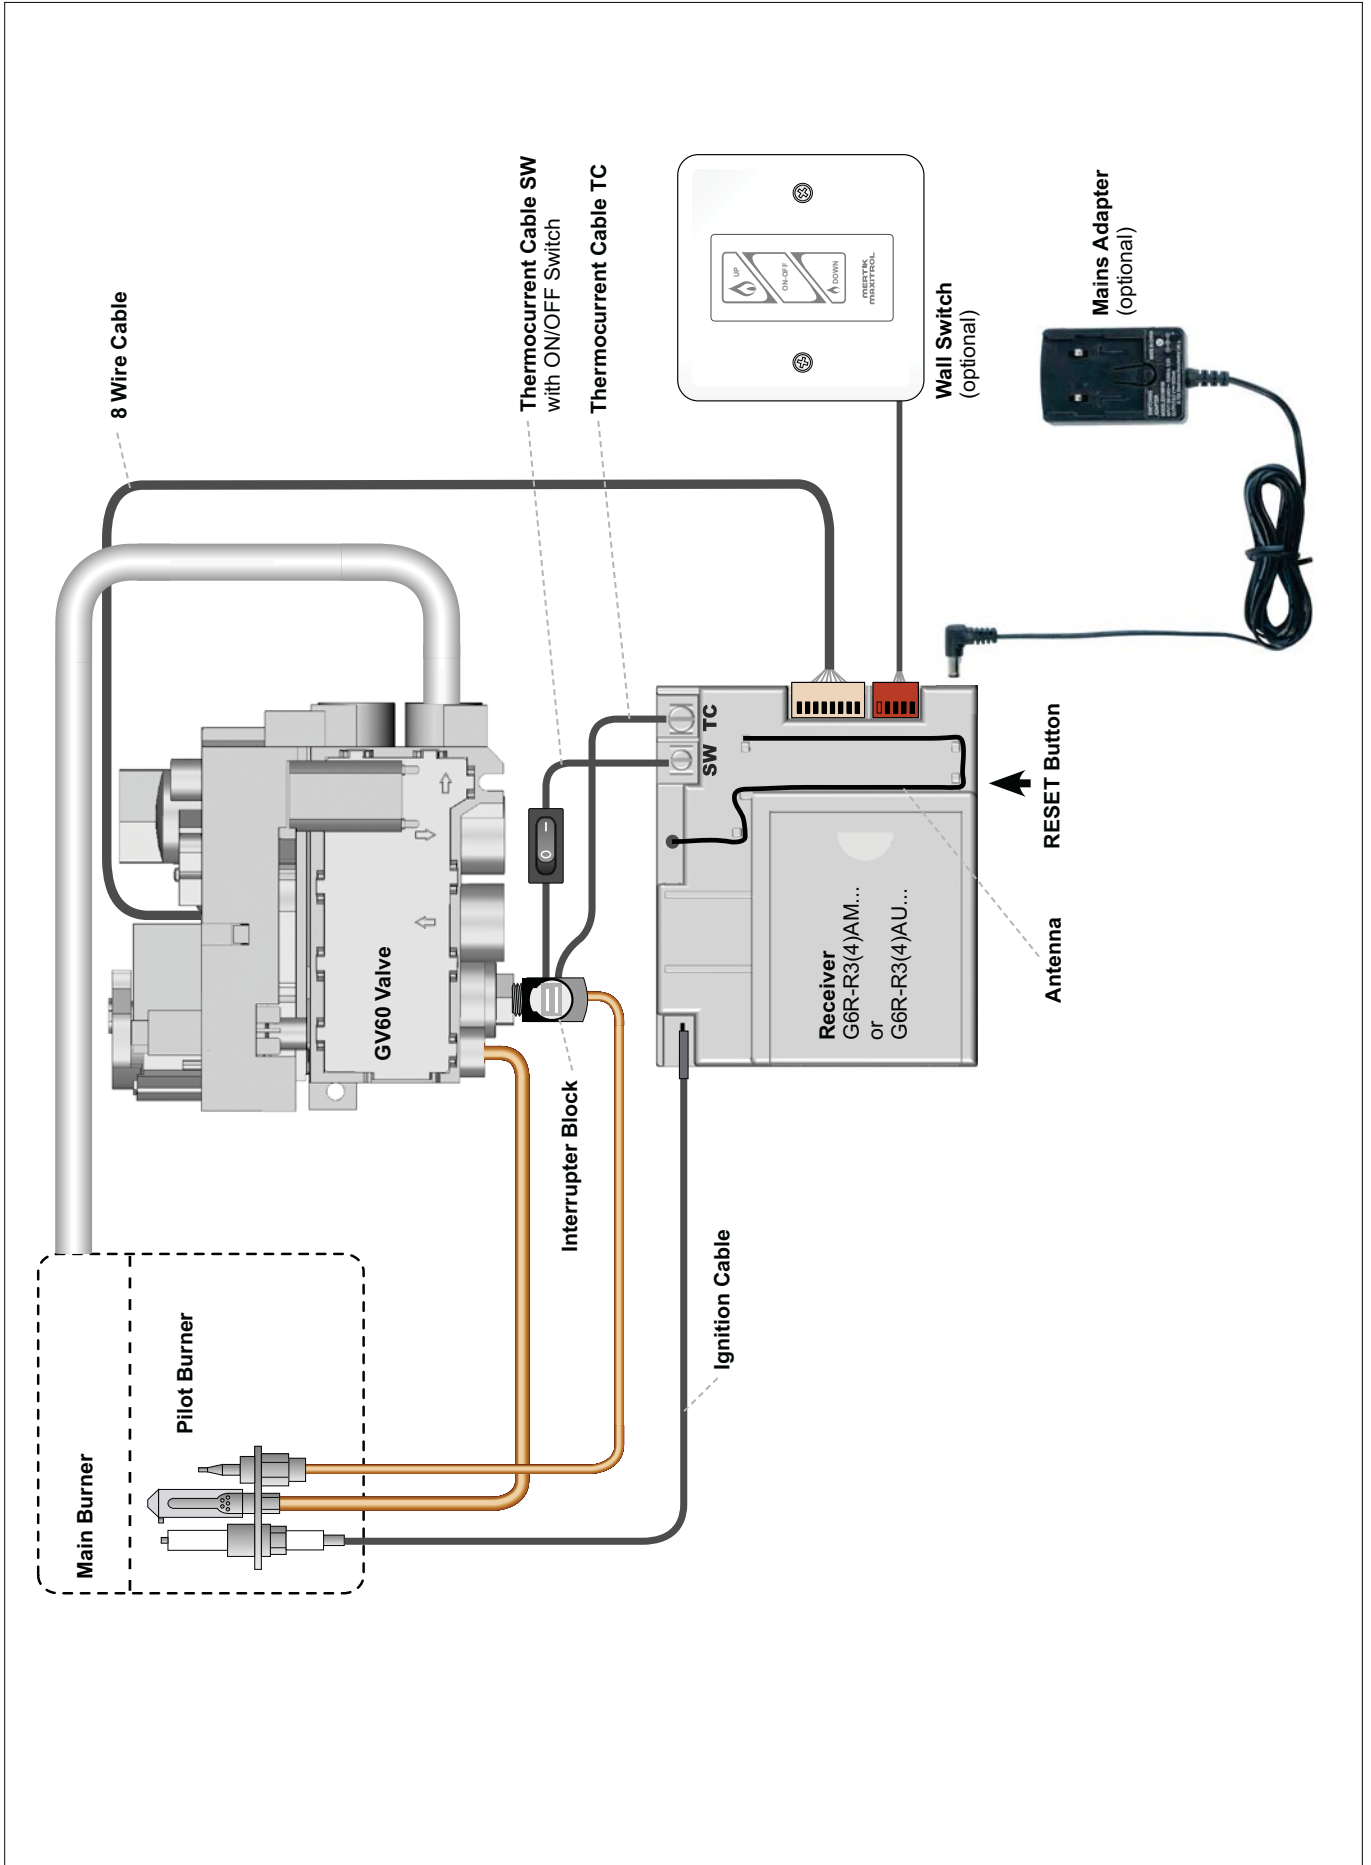 8 Wire Cable
Thermocurrent Cable SW
with ON/OFF Switch
Thermocurrent Cable TC
UP
ON-OFF
DOWN
MERTIK
MAXITROL
Wall Switch
(optional)
Mains Adapter
(optional)
GV60 Valve
0 I
SW TC
RESET Button
Receiver
G6R-R3(4)AM...
or
G6R-R3(4)AU...
Antenna
Interrupter Block
Ignition Cable
Main Burner
Pilot Burner